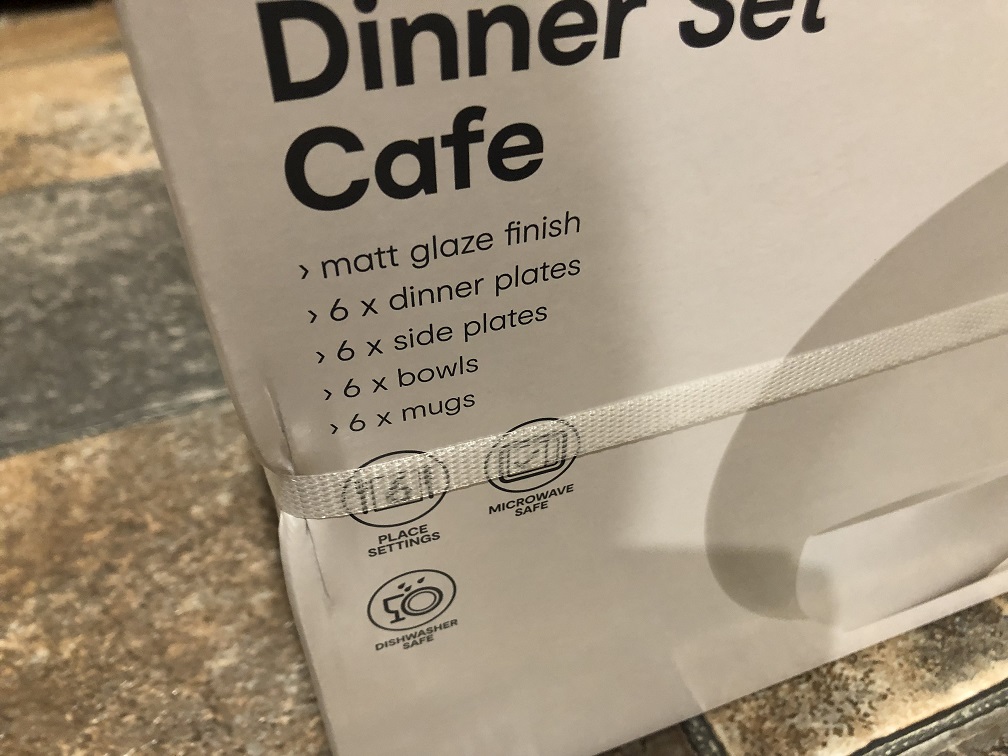 Dinner Set
Cafe
› matt glaze finish
› 6 x dinner plates
› 6 x side plates
› 6 x bowls
› 6 x mugs
6
PLACE
SETTINGS
MICROWAVE
SAFE
DISHWASHER
SAFE